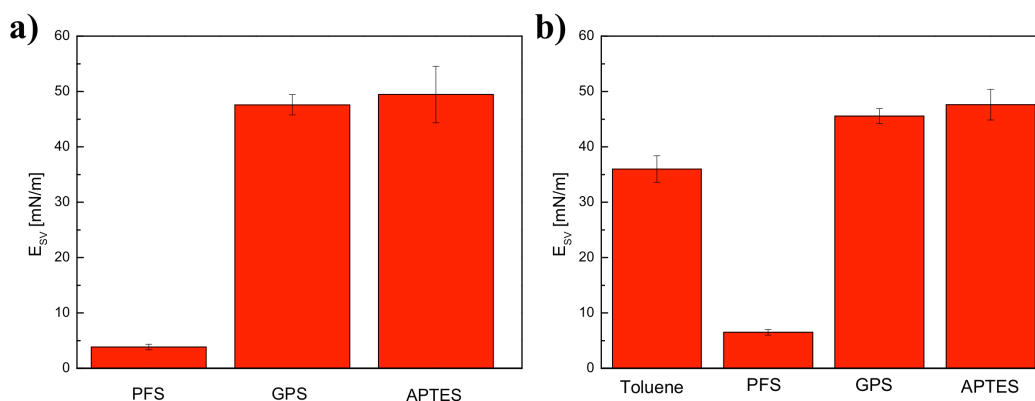 a)
60
50
40
30
20
10
0
E_SV [mN/m]
PFS GPS APTES
b)
60
50
40
30
20
10
0
E_SV [mN/m]
Toluene PFS GPS APTES